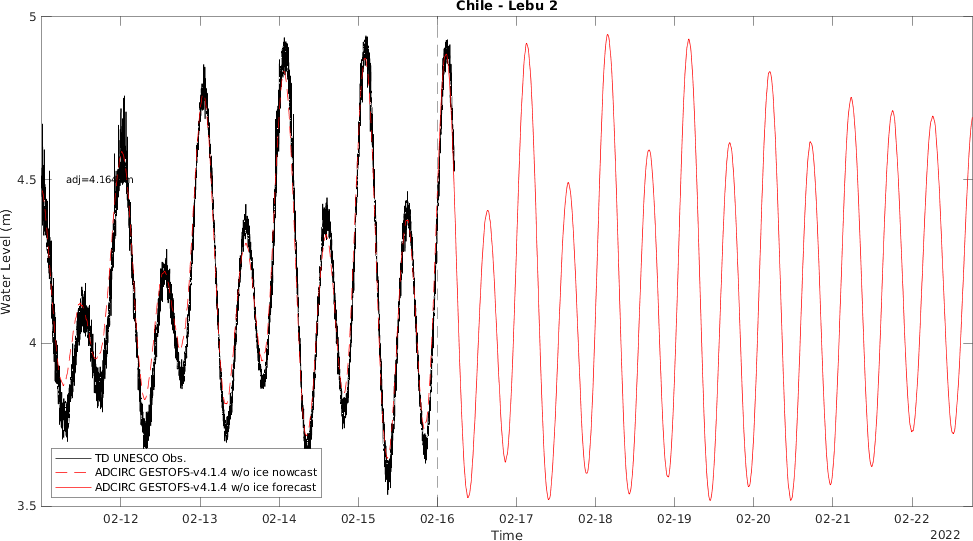 Chile - Lebu 2
5
4.5
4
3.5
Water Level (m)
adj=4.164 m
TD UNESCO Obs.
ADCIRC GESTOFS-v4.1.4 w/o ice nowcast
ADCIRC GESTOFS-v4.1.4 w/o ice forecast
02-12 02-13 02-14 02-15 02-16 02-17 02-18 02-19 02-20 02-21 02-22
Time
2022